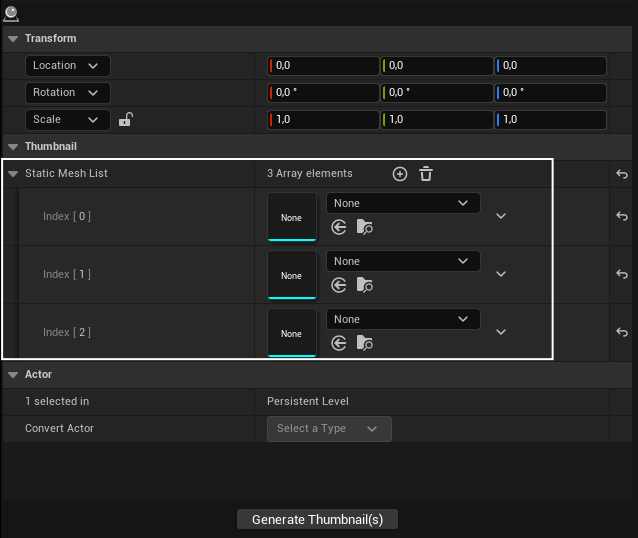 Transform
Location 0,0 0,0 0,0
Rotation 0,0 ° 0,0 ° 0,0 °
Scale 1,0 1,0 1,0
Thumbnail
Static Mesh List 3 Array elements
Index [ 0 ] None None
Index [ 1 ] None None
Index [ 2 ] None None
Actor
1 selected in Persistent Level
Convert Actor Select a Type
Generate Thumbnail(s)